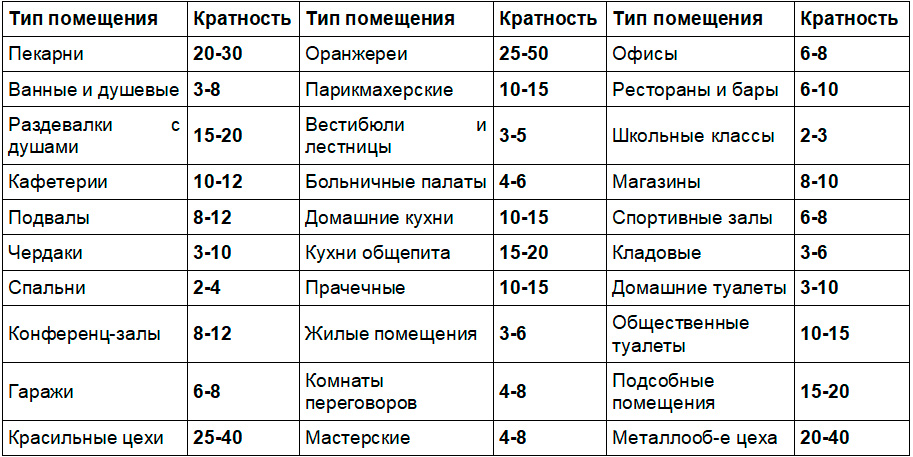 Тип помещения Кратность Тип помещения Кратность Тип помещения Кратность
Пекарни 20-30 Оранжереи 25-50 Офисы 6-8
Ванные и душевые 3-8 Парикмахерские 10-15 Рестораны и бары 6-10
Раздевалки с душами 15-20 Вестибюли и лестницы 3-5 Школьные классы 2-3
Кафетерии 10-12 Больничные палаты 4-6 Магазины 8-10
Подвалы 8-12 Домашние кухни 10-15 Спортивные залы 6-8
Чердаки 3-10 Кухни общепита 15-20 Кладовые 3-6
Спальни 2-4 Прачечные 10-15 Домашние туалеты 3-10
Конференц-залы 8-12 Жилые помещения 3-6 Общественные туалеты 10-15
Гаражи 6-8 Комнаты переговоров 4-8 Подсобные помещения 15-20
Красильные цехи 25-40 Мастерские 4-8 Металлооб-е цеха 20-40